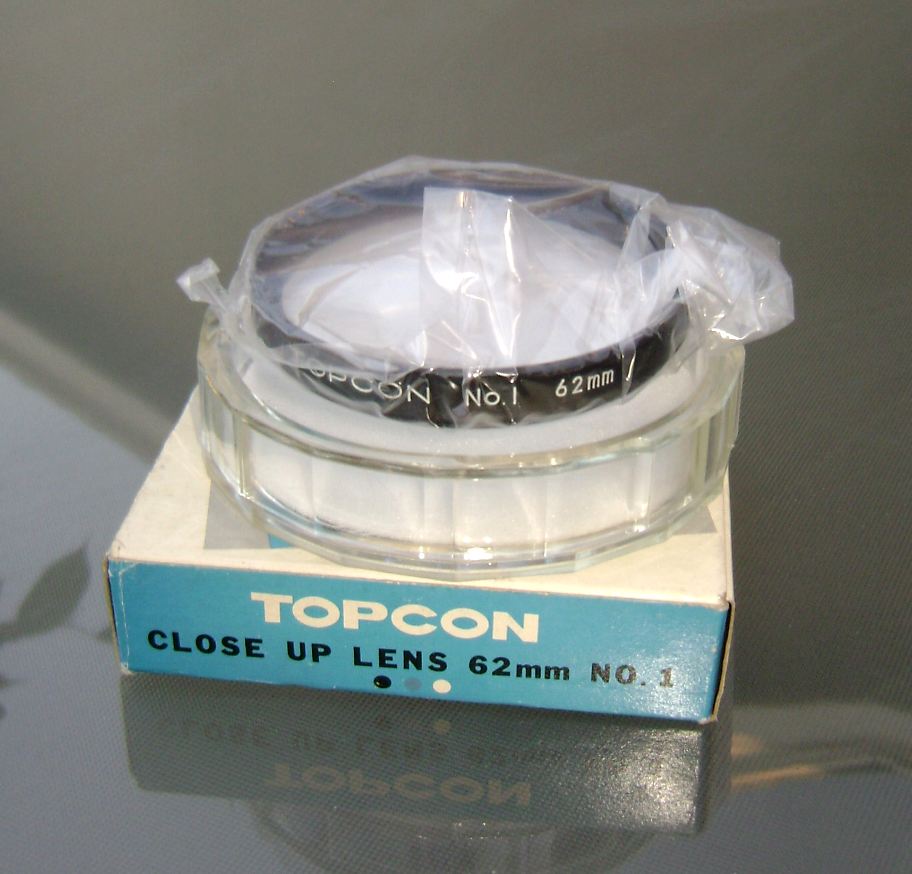 TOPCON No.1 62mm
TOPCON
CLOSE UP LENS 62mm NO.1